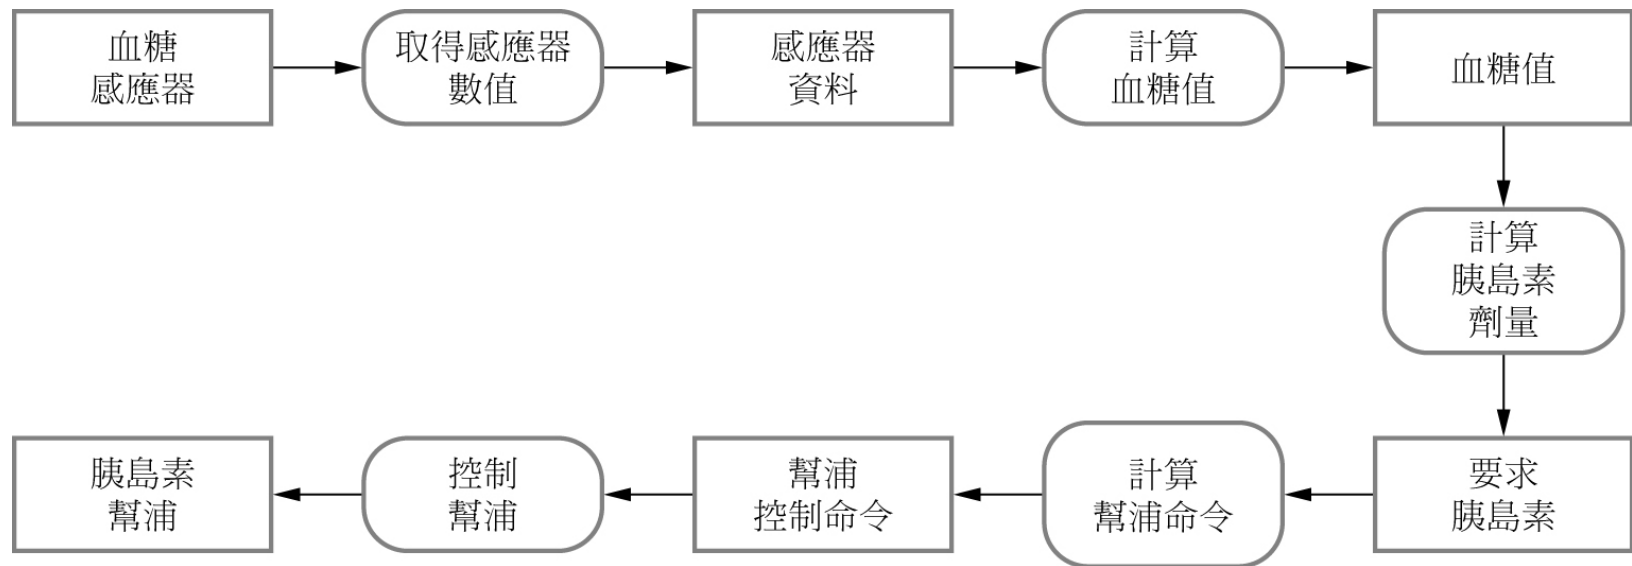 血糖
感應器
取得感應器
數值
感應器
資料
計算
血糖值
血糖值
計算
胰島素
劑量
要求
胰島素
計算
幫浦命令
幫浦
控制命令
控制
幫浦
胰島素
幫浦